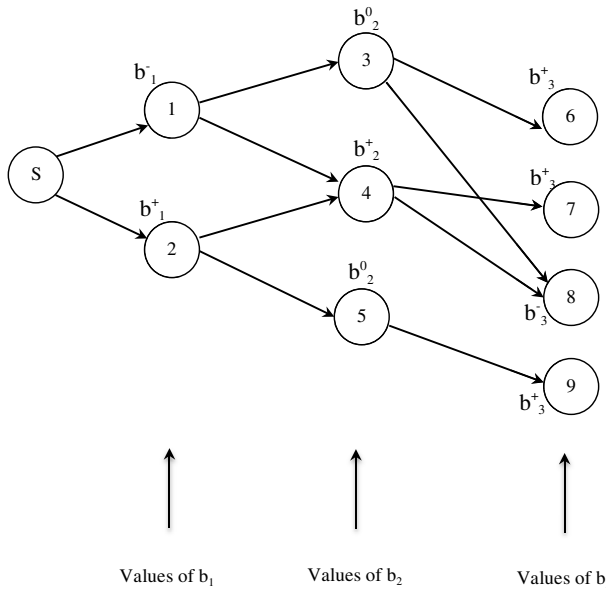 b⁰₂
b⁻₁
3
b⁺₃
1
6
b⁺₂
S
b⁺₃
b⁺₁
4
7
2
b⁰₂
8
b⁻₃
5
9
b⁺₃
Values of b₁
Values of b₂
Values of b